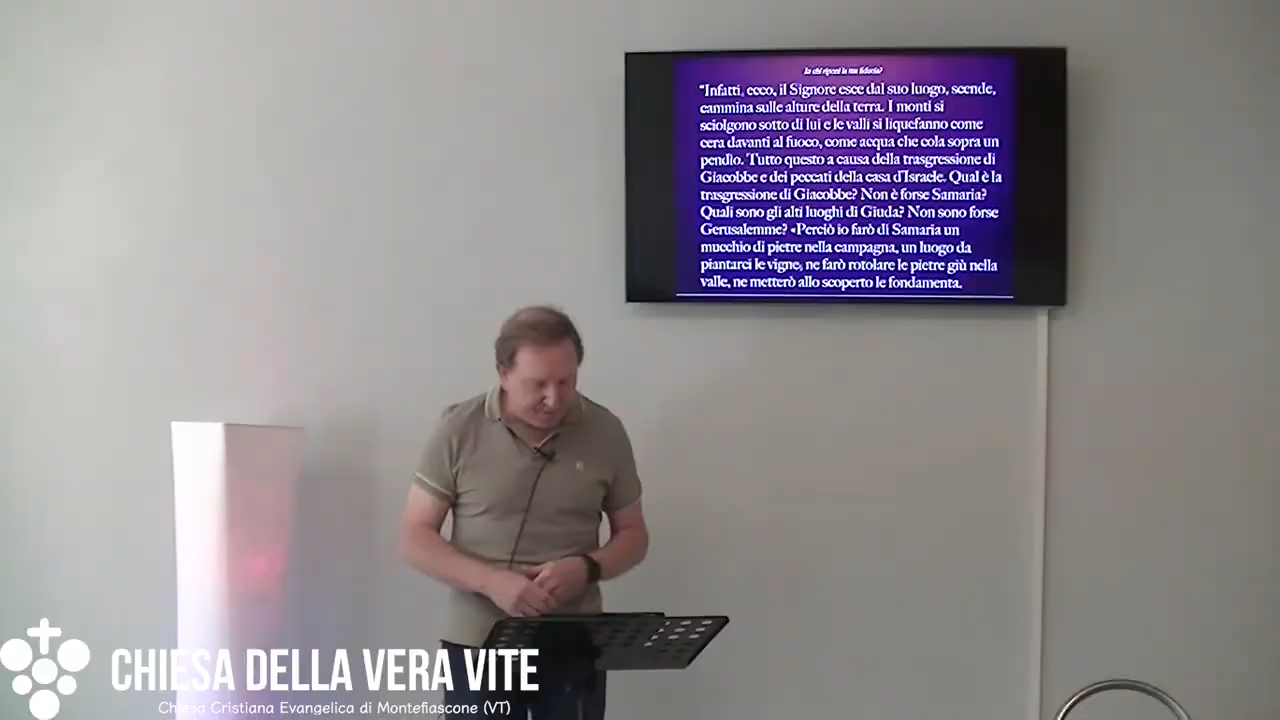 In chi riponi la tua fiducia?
"Infatti, ecco, il Signore esce dal suo luogo, scende,
cammina sulle alture della terra. I monti si
sciolgono sotto di lui e le valli si liquefanno come
cera davanti al fuoco, come acqua che cola sopra un
pendio. Tutto questo a causa della trasgressione di
Giacobbe e dei peccati della casa d'Israele. Qual è la
trasgressione di Giacobbe? Non è forse Samaria?
Quali sono gli alti luoghi di Giuda? Non sono forse
Gerusalemme? «Perciò io farò di Samaria un
mucchio di pietre nella campagna, un luogo da
piantarci le vigne; ne farò rotolare le pietre giù nella
valle, ne metterò allo scoperto le fondamenta.
CHIESA DELLA VERA VITE
Chiesa Cristiana Evangelica di Montefiascone (VT)